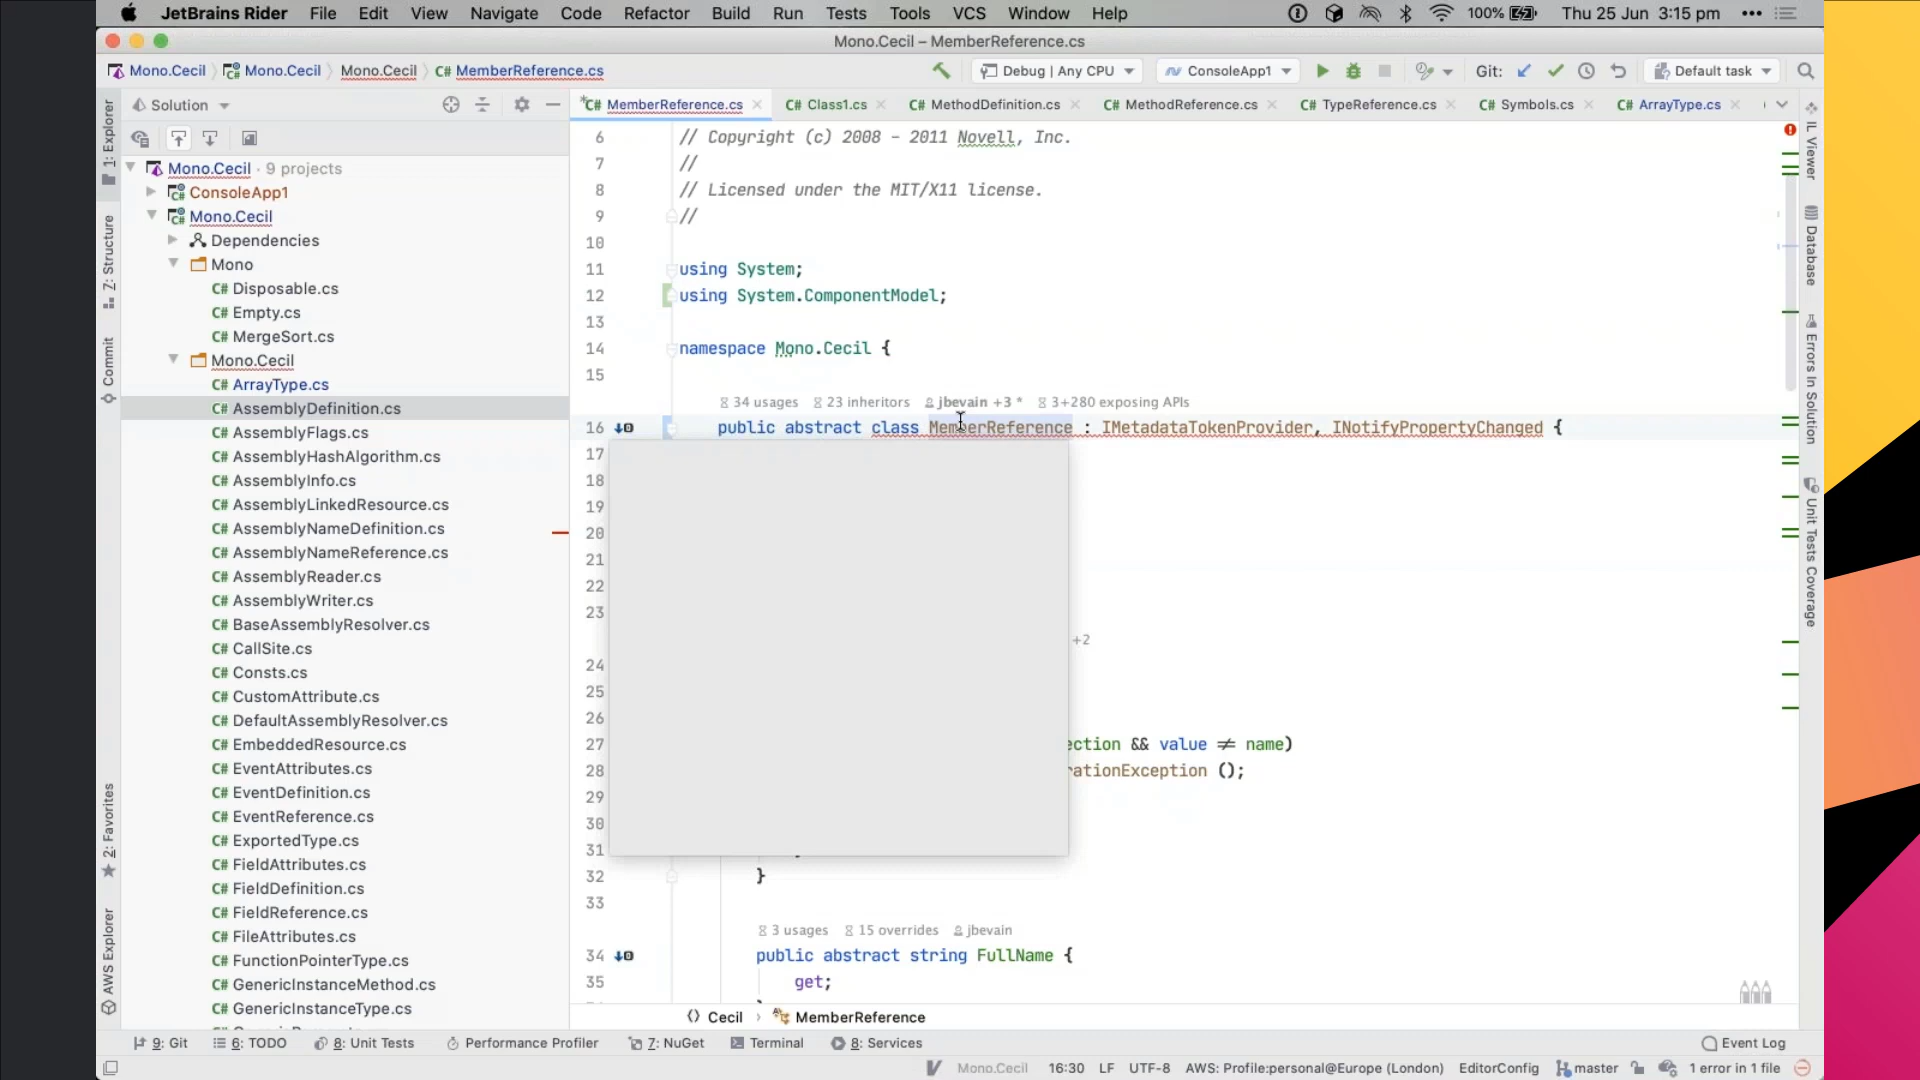 JetBrains Rider File Edit View Navigate Code Refactor Build Run Tests Tools VCS Window Help 100% Thu 25 Jun 3:15 pm
Mono.Cecil – MemberReference.cs
Mono.Cecil Mono.Cecil Mono.Cecil C# MemberReference.cs Debug | Any CPU ConsoleApp1 Git: Default task
Solution
C# MemberReference.cs C# Class1.cs C# MethodDefinition.cs C# MethodReference.cs C# TypeReference.cs C# Symbols.cs C# ArrayType.cs
1: Explorer
Z: Structure
Commit
2: Favorites
AWS Explorer
Mono.Cecil · 9 projects
ConsoleApp1
Mono.Cecil
Dependencies
Mono
C# Disposable.cs
C# Empty.cs
C# MergeSort.cs
Mono.Cecil
C# ArrayType.cs
C# AssemblyDefinition.cs
C# AssemblyFlags.cs
C# AssemblyHashAlgorithm.cs
C# AssemblyInfo.cs
C# AssemblyLinkedResource.cs
C# AssemblyNameDefinition.cs
C# AssemblyNameReference.cs
C# AssemblyReader.cs
C# AssemblyWriter.cs
C# BaseAssemblyResolver.cs
C# CallSite.cs
C# Consts.cs
C# CustomAttribute.cs
C# DefaultAssemblyResolver.cs
C# EmbeddedResource.cs
C# EventAttributes.cs
C# EventDefinition.cs
C# EventReference.cs
C# ExportedType.cs
C# FieldAttributes.cs
C# FieldDefinition.cs
C# FieldReference.cs
C# FileAttributes.cs
C# FunctionPointerType.cs
C# GenericInstanceMethod.cs
C# GenericInstanceType.cs
6 // Copyright (c) 2008 - 2011 Novell, Inc.
7 //
8 // Licensed under the MIT/X11 license.
9 //
10
11 using System;
12 using System.ComponentModel;
13
14 namespace Mono.Cecil {
15
34 usages 23 inheritors jbevain +3 * 3+280 exposing APIs
16 public abstract class MemberReference : IMetadataTokenProvider, INotifyPropertyChanged {
17
18
19
20
21
22
23
+2
24
25
26
27 ection && value ≠ name)
28 rationException ();
29
30
31
32 }
33
3 usages 15 overrides jbevain
34 public abstract string FullName {
35 get;
{} Cecil MemberReference
IL Viewer
Database
Errors In Solution
Unit Tests Coverage
9: Git 6: TODO 8: Unit Tests Performance Profiler 7: NuGet Terminal 8: Services Event Log
Mono.Cecil 16:30 LF UTF-8 AWS: Profile:personal@Europe (London) EditorConfig master 1 error in 1 file